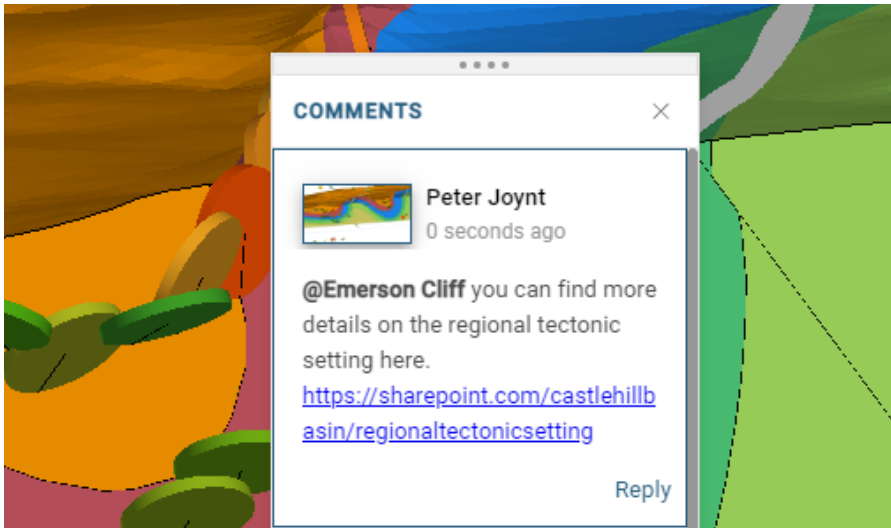 COMMENTS
Peter Joynt
0 seconds ago
@Emerson Cliff you can find more
details on the regional tectonic
setting here.
https://sharepoint.com/castlehillb
asin/regionaltectonicsetting
Reply